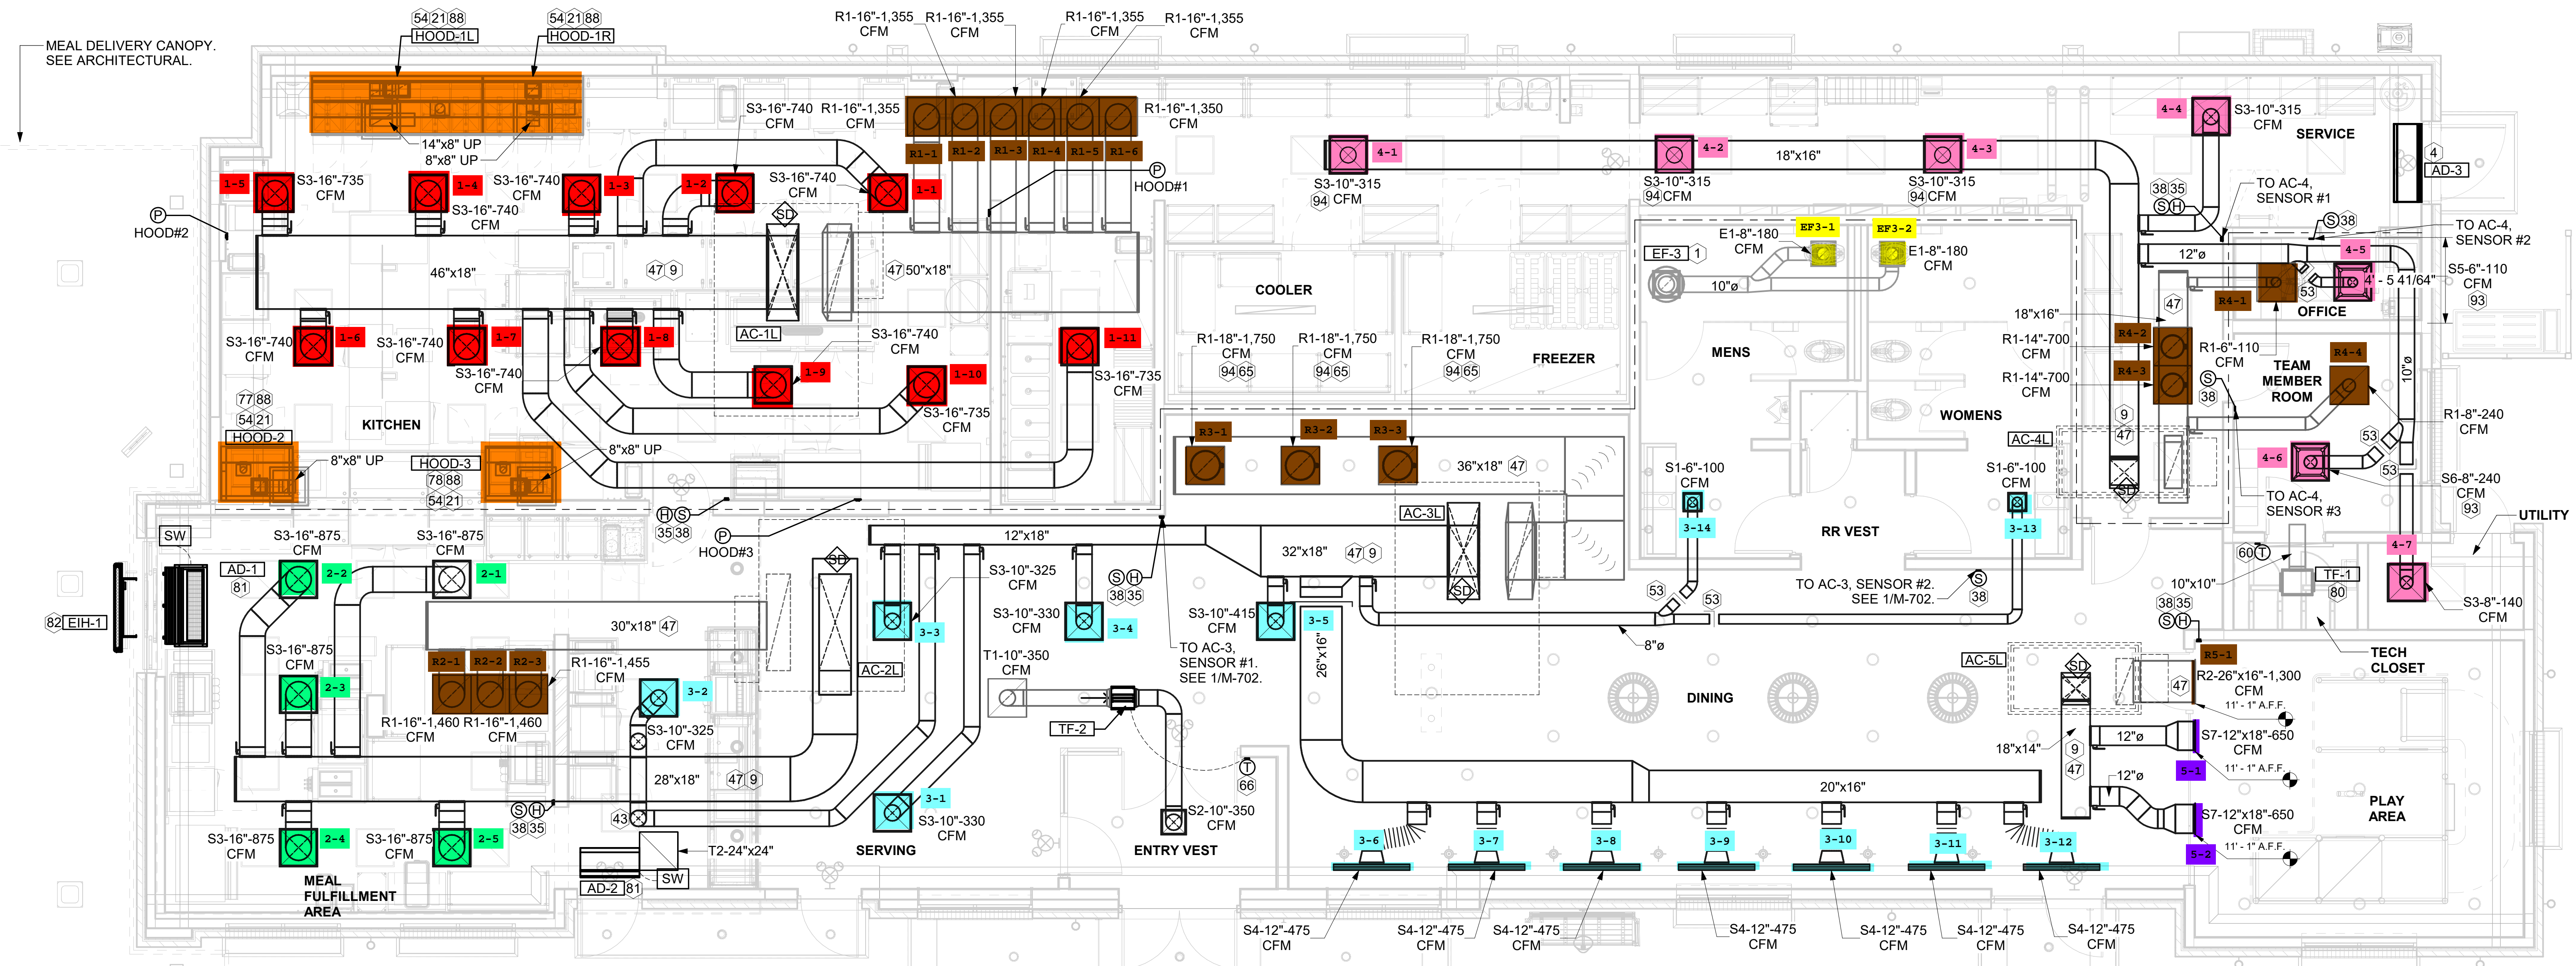 MEAL DELIVERY CANOPY.
SEE ARCHITECTURAL.
54 21 88
HOOD-1L
54 21 88
HOOD-1R
14"x8" UP
8"x8" UP
R1-16"-1,355
CFM
R1-16"-1,355
CFM
R1-16"-1,355
CFM
R1-16"-1,355
CFM
S3-16"-740
CFM
R1-16"-1,355
CFM
R1-16"-1,350
CFM
R1-1
R1-2
R1-3
R1-4
R1-5
R1-6
P
HOOD#1
1-5
S3-16"-735
CFM
1-4
S3-16"-740
CFM
S3-16"-740
CFM
1-3
1-2
S3-16"-740
CFM
1-1
P
HOOD#2
SD
46"x18"
47 9
47
50"x18"
AC-1L
S3-16"-740
CFM
1-6
S3-16"-740
CFM
1-7
S3-16"-740
CFM
1-8
S3-16"-740
CFM
1-9
1-10
S3-16"-735
CFM
1-11
S3-16"-735
CFM
KITCHEN
77 88
54 21
HOOD-2
8"x8" UP
HOOD-3
78 88
54 21
8"x8" UP
H S
35 38
P
HOOD#3
4-1
S3-10"-315
CFM
94
4-2
S3-10"-315
CFM
94
18"x16"
4-3
S3-10"-315
CFM
94
4-4
S3-10"-315
CFM
SERVICE
4
AD-3
38 35
S H
TO AC-4,
SENSOR #1
S 38
TO AC-4,
SENSOR #2
12"ø
4-5
4' - 5 41/64"
S5-6"-110
CFM
93
53
R4-1
OFFICE
47
18"x16"
R4-2
R1-14"-700
CFM
R4-3
R1-14"-700
CFM
R1-6"-110
CFM
S
38
TEAM
MEMBER
ROOM
R4-4
10"ø
R1-8"-240
CFM
9
47
AC-4L
SD
4-6
53
53
S6-8"-240
CFM
93
TO AC-4,
SENSOR #3
UTILITY
4-7
S3-8"-140
CFM
EF3-1
E1-8"-180
CFM
EF3-2
E1-8"-180
CFM
EF-3
1
10"ø
COOLER
FREEZER
MENS
WOMENS
RR VEST
R1-18"-1,750
CFM
94 65
R1-18"-1,750
CFM
94 65
R1-18"-1,750
CFM
94 65
R3-1
R3-2
R3-3
36"x18"
47
S1-6"-100
CFM
3-14
S1-6"-100
CFM
3-13
AC-3L
SD
32"x18"
47 9
12"x18"
SW
AD-1
81
82
EIH-1
S3-16"-875
CFM
2-2
S3-16"-875
CFM
2-1
S3-16"-875
CFM
2-3
30"x18"
47
R2-1
R2-2
R2-3
R1-16"-1,455
CFM
R1-16"-1,460
CFM
R1-16"-1,460
CFM
SD
AC-2L
S3-10"-325
CFM
3-3
S3-10"-330
CFM
3-4
S H
38 35
TO AC-3,
SENSOR #1.
SEE 1/M-702.
S3-10"-415
CFM
3-5
26"x16"
3-2
S3-10"-325
CFM
T1-10"-350
CFM
TF-2
T
66
S2-10"-350
CFM
ENTRY VEST
28"x18"
47 9
43
3-1
S3-10"-330
CFM
SERVING
S H
38 35
S3-16"-875
CFM
2-4
S3-16"-875
CFM
2-5
MEAL
FULFILLMENT
AREA
T2-24"x24"
AD-2
81
SW
53
53
8"ø
TO AC-3, SENSOR #2.
SEE 1/M-702.
S
38
DINING
60
T
10"x10"
TF-1
80
38 35
S H
TECH
CLOSET
R5-1
R2-26"x16"-1,300
CFM
11' - 1" A.F.F.
AC-5L
SD
47
18"x14"
9
47
12"ø
S7-12"x18"-650
CFM
11' - 1" A.F.F.
5-1
12"ø
S7-12"x18"-650
CFM
11' - 1" A.F.F.
5-2
PLAY
AREA
20"x16"
3-6
3-7
3-8
3-9
3-10
3-11
3-12
S4-12"-475
CFM
S4-12"-475
CFM
S4-12"-475
CFM
S4-12"-475
CFM
S4-12"-475
CFM
S4-12"-475
CFM
S4-12"-475
CFM